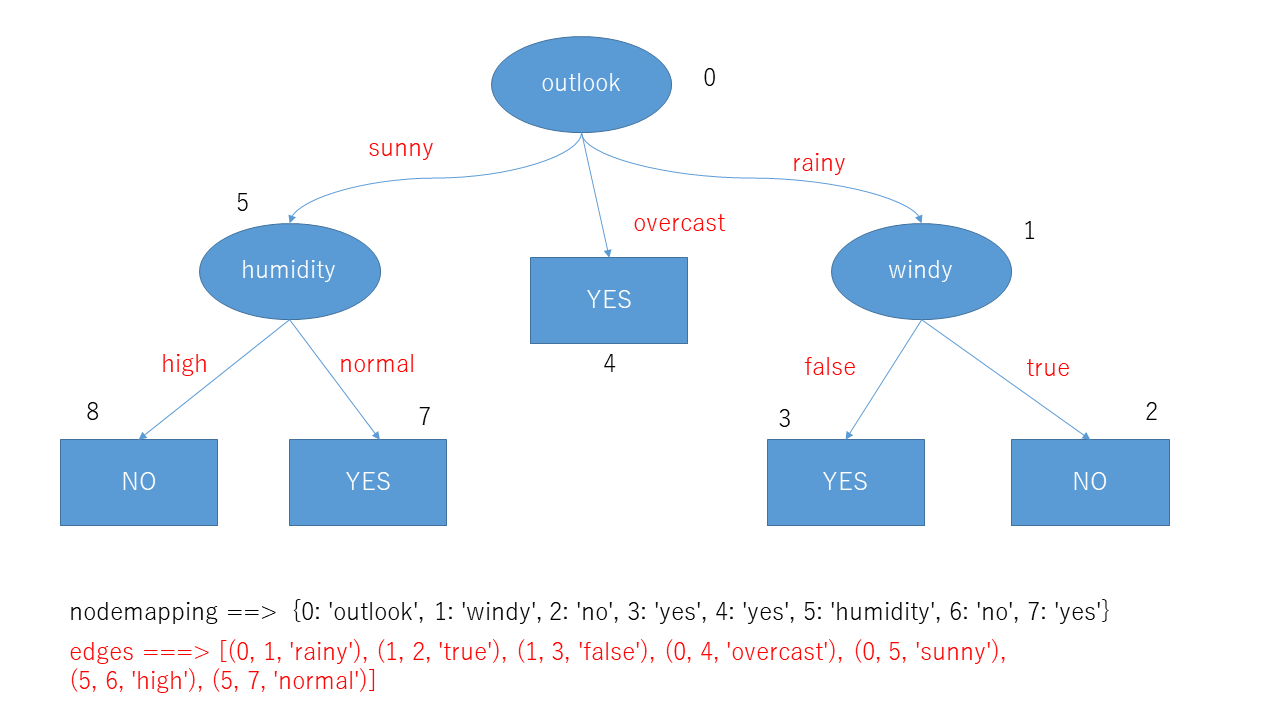 outlook
0
sunny
rainy
5
overcast
1
humidity
windy
YES
high
normal
4
false
true
8
7
3
2
NO
YES
YES
NO
nodemapping ==> {0: 'outlook', 1: 'windy', 2: 'no', 3: 'yes', 4: 'yes', 5: 'humidity', 6: 'no', 7: 'yes'}
edges ===> [(0, 1, 'rainy'), (1, 2, 'true'), (1, 3, 'false'), (0, 4, 'overcast'), (0, 5, 'sunny'),
(5, 6, 'high'), (5, 7, 'normal')]